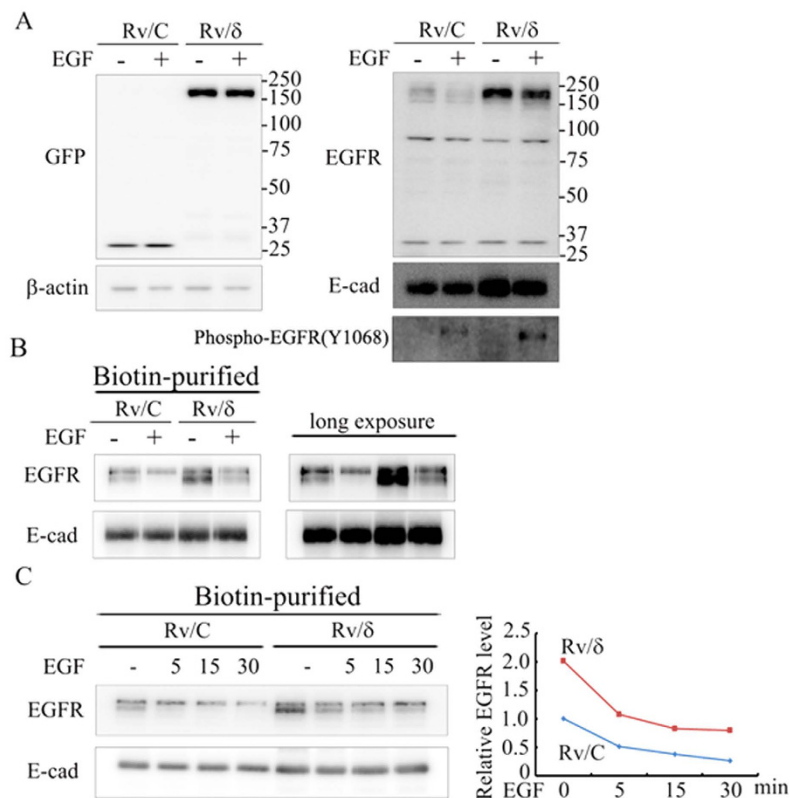 A
Rv/C Rv/δ
EGF - + - +
GFP
-250
-150
-100
-75
-50
-37
-25
β-actin
Rv/C Rv/δ
EGF - + - +
EGFR
-250
-150
-100
-75
-50
-37
-25
E-cad
Phospho-EGFR(Y1068)
B
Biotin-purified
Rv/C Rv/δ
EGF - + - +
long exposure
EGFR
E-cad
C
Biotin-purified
Rv/C Rv/δ
EGF - 5 15 30 - 5 15 30
EGFR
E-cad
Relative EGFR level
2.5
2.0
1.5
1.0
0.5
0
Rv/δ
Rv/C
EGF 0 5 15 30 min